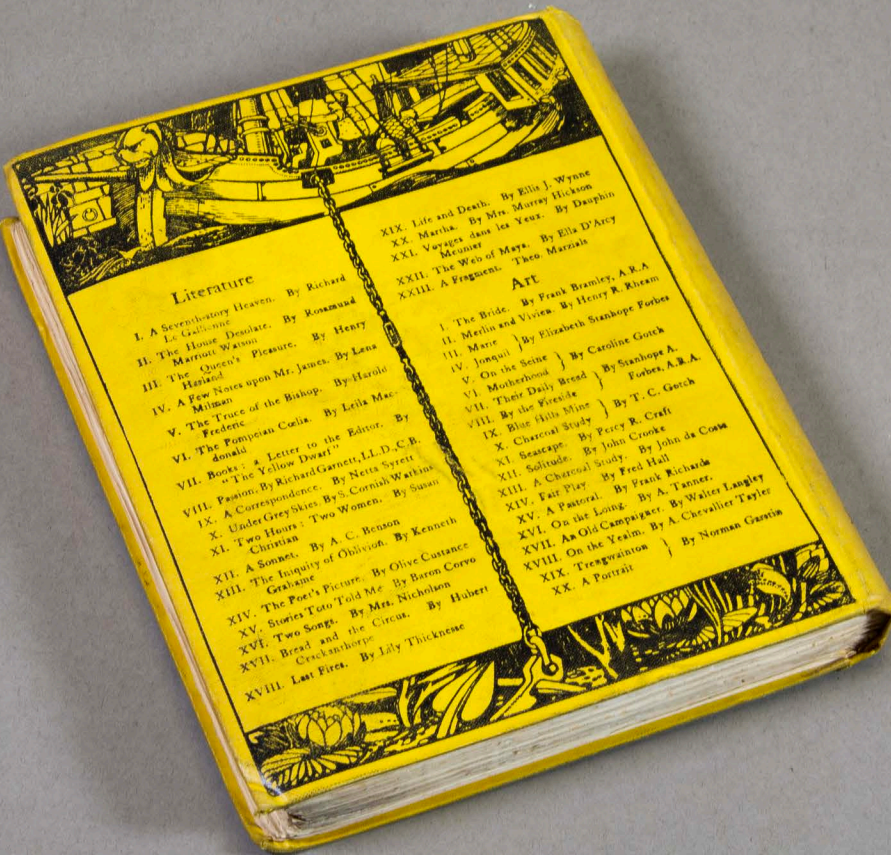 Literature
I. A Seventh-story Heaven. By Richard
Le Gallienne
II. The House Desolate. By Rosamund
Marriott Watson
III. The Queen's Pleasure. By Henry
Harland
IV. A Few Notes upon Mr. James. By Lena
Milman
V. The Truce of the Bishop. By Harold
Frederic
VI. The Pompeian Cœlia. By Leila Mac-
donald
VII. Books: a Letter to the Editor. By
"The Yellow Dwarf"
VIII. Passion. By Richard Garnett, LL.D., C.B.
IX. A Correspondence. By Netta Syrett
X. Under Grey Skies. By S. Cornish Watkins
XI. Two Hours: Two Women. By Susan
Christian
XII. A Sonnet. By A. C. Benson
XIII. The Iniquity of Oblivion. By Kenneth
Grahame
XIV. The Poet's Picture. By Olive Custance
XV. Stories Toto Told Me. By Baron Corvo
XVI. Two Songs. By Mrs. Nicholson
XVII. Bread and the Circus. By Hubert
Crackanthorpe
XVIII. Last Fires. By Lily Thicknesse
XIX. Life and Death. By Ellis J. Wynne
XX. Martha. By Mrs. Murray Hickson
XXI. Voyages dans les Yeux. By Dauphin
Meunier
XXII. The Web of Maya. By Ella D'Arcy
XXIII. A Fragment. Theo. Marzials
Art
I. The Bride. By Frank Bramley, A.R.A
II. Merlin and Vivien. By Henry R. Rheam
III. Marie } By Elizabeth Stanhope Forbes
IV. Jonquil
V. On the Seine } By Caroline Gotch
VI. Motherhood
VII. Their Daily Bread } By Stanhope A.
VIII. By the Fireside Forbes, A.R.A.
IX. Blue Hills Mine } By T. C. Gotch
X. Charcoal Study
XI. Seascape. By Percy R. Craft
XII. Solitude. By John Crooke
XIII. A Charcoal Study. By John da Costa
XIV. Fair Play. By Fred Hall
XV. A Pastoral. By Frank Richards
XVI. On the Loing. By A. Tanner.
XVII. An Old Campaigner. By Walter Langley
XVIII. On the Yealm. By A. Chevallier Tayler
XIX. Trengwainton } By Norman Garstin
XX. A Portrait